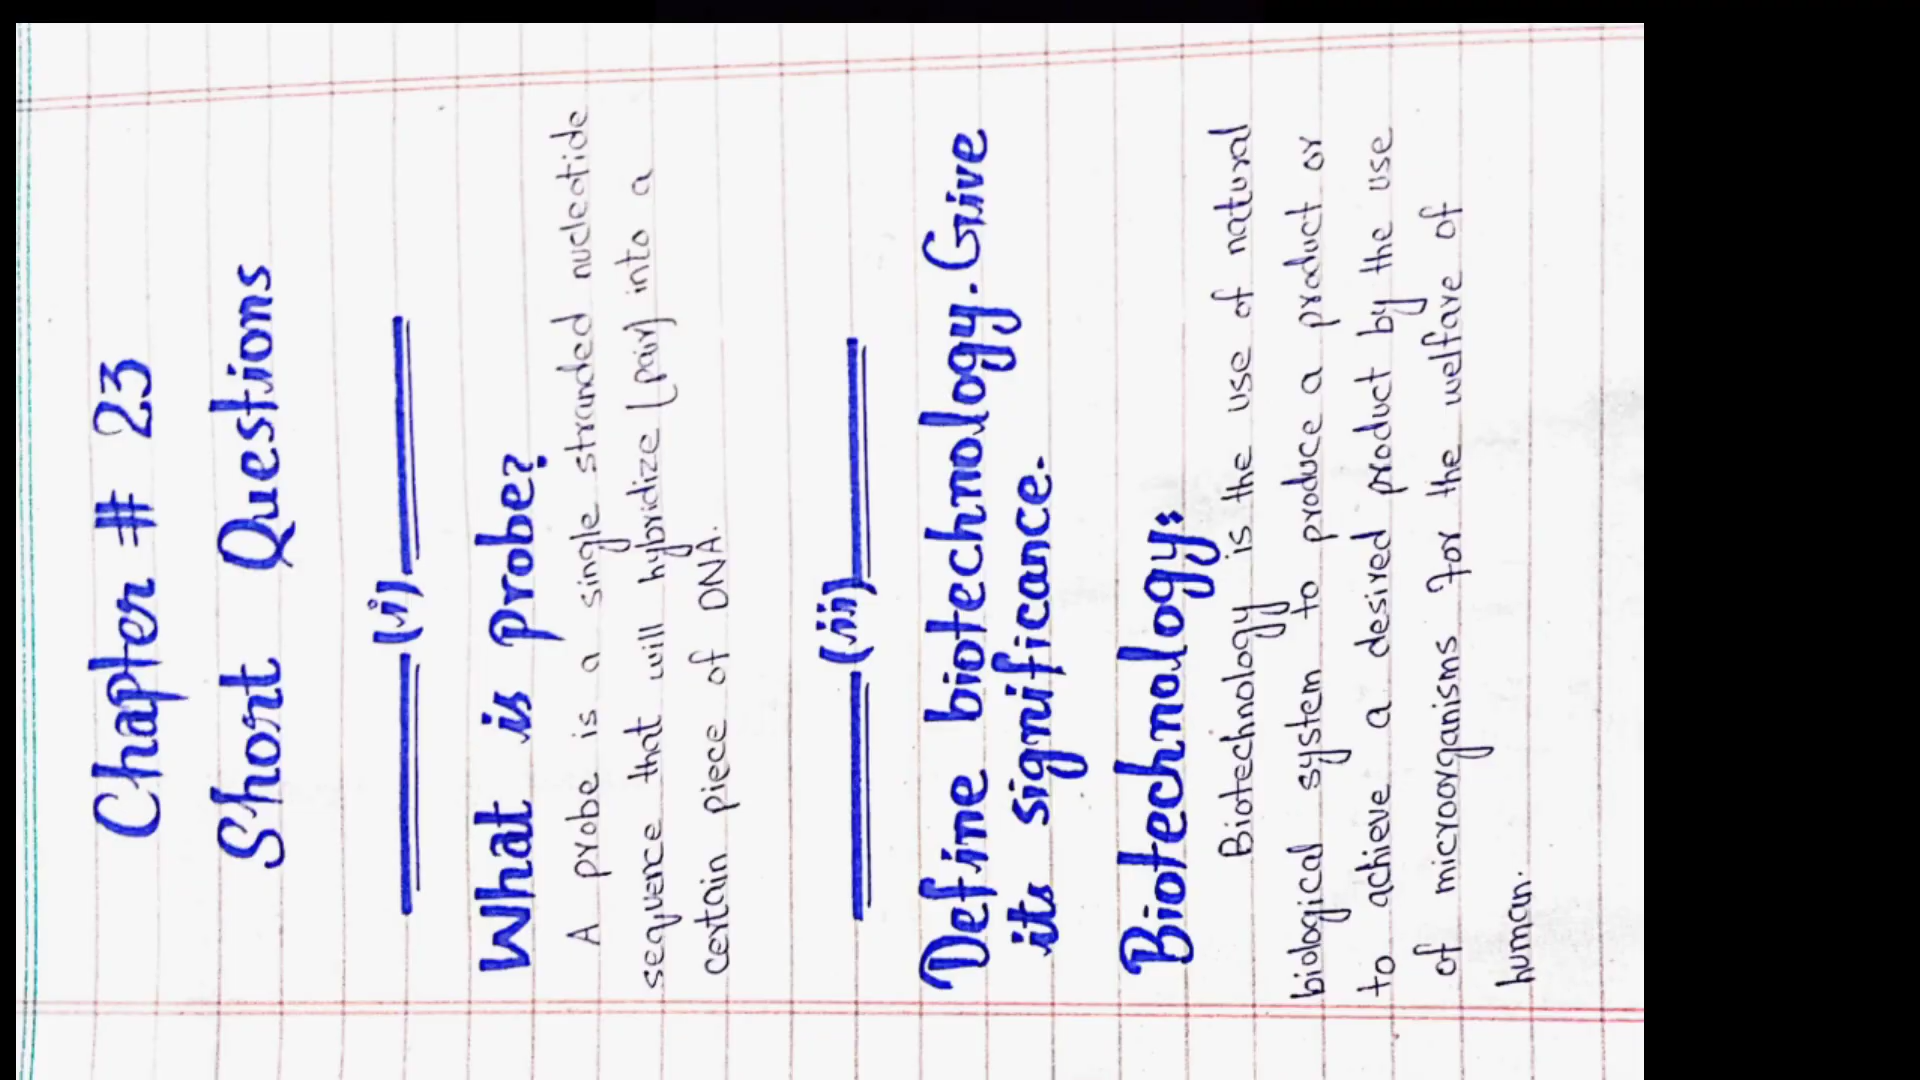 Chapter # 23
Short Questions
(i)
What is probe?
A probe is a single stranded nucleotide
sequence that will hybridize (pair) into a
certain piece of DNA.
(ii)
Define biotechnology. Give
its significance.
Biotechnology:
Biotechnology is the use of natural
biological system to produce a product or
to achieve a desired product by the use
of microorganisms for the welfare of
human.